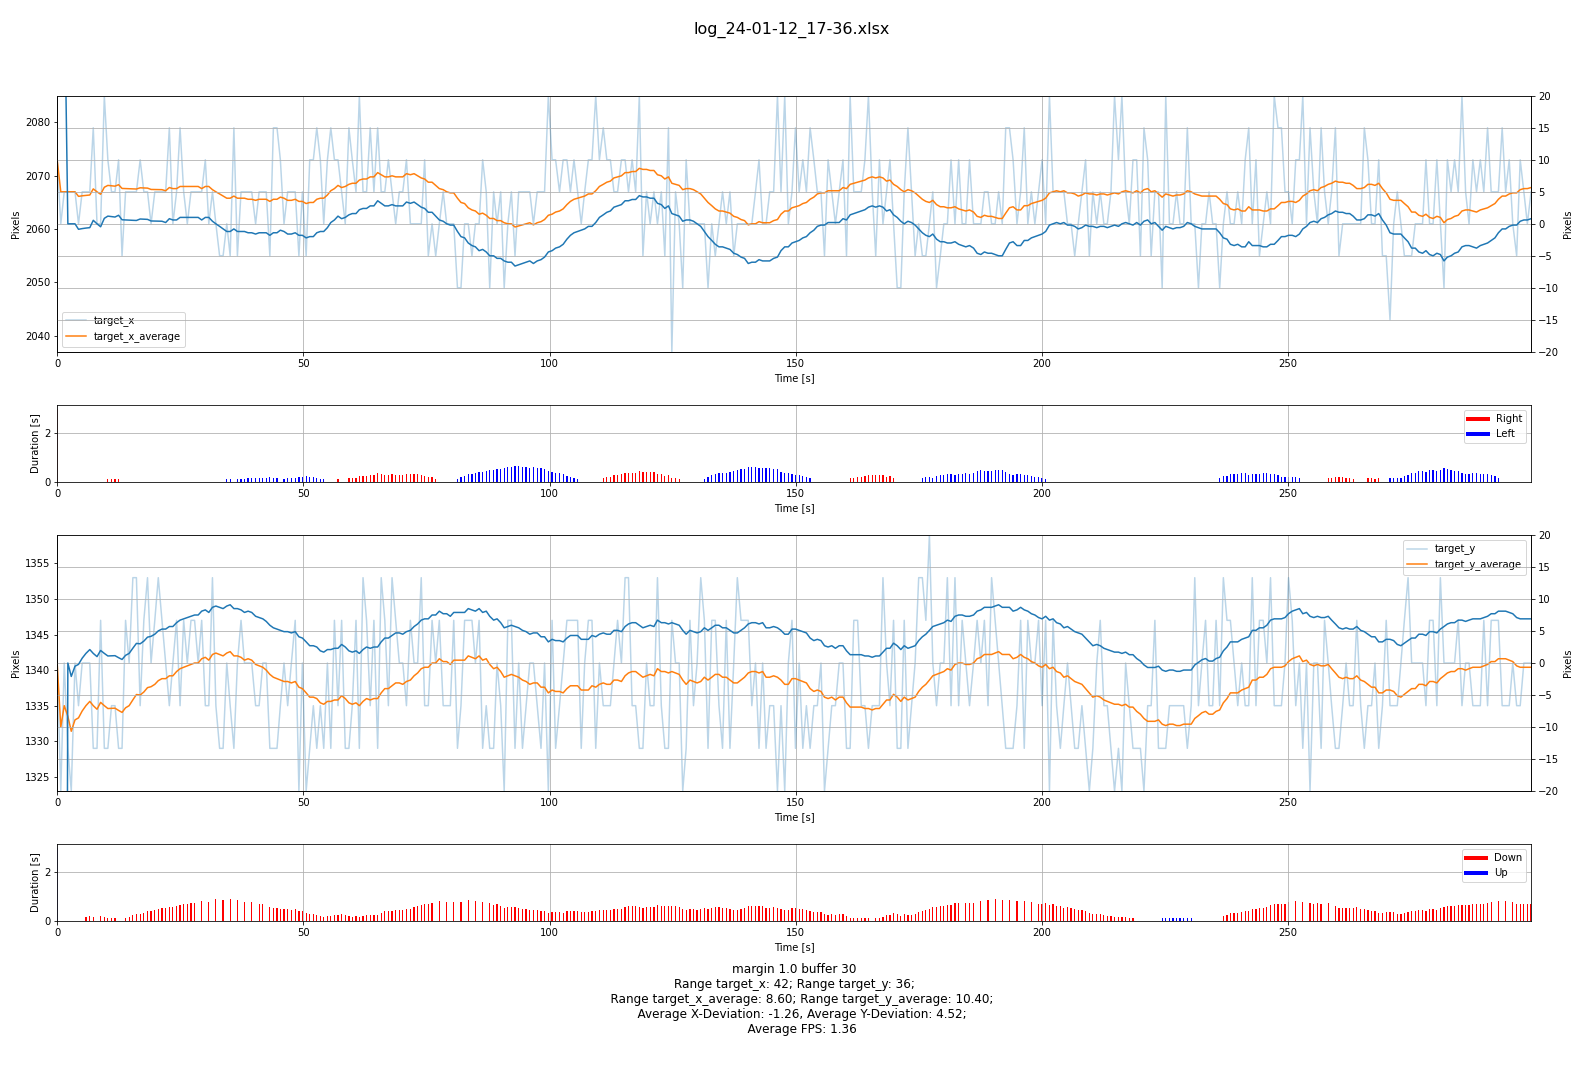 log_24-01-12_17-36.xlsx
2080
2070
2060
2050
2040
Pixels
20
15
10
5
0
−5
−10
−15
−20
Pixels
target_x
target_x_average
0
50
100
150
200
250
Time [s]
Duration [s]
2
0
Right
Left
0
50
100
150
200
250
Time [s]
1355
1350
1345
1340
1335
1330
1325
Pixels
target_y
target_y_average
20
15
10
5
0
−5
−10
−15
−20
Pixels
0
50
100
150
200
250
Time [s]
Duration [s]
2
0
Down
Up
0
50
100
150
200
250
Time [s]
margin 1.0 buffer 30
Range target_x: 42; Range target_y: 36;
Range target_x_average: 8.60; Range target_y_average: 10.40;
Average X-Deviation: -1.26, Average Y-Deviation: 4.52;
Average FPS: 1.36